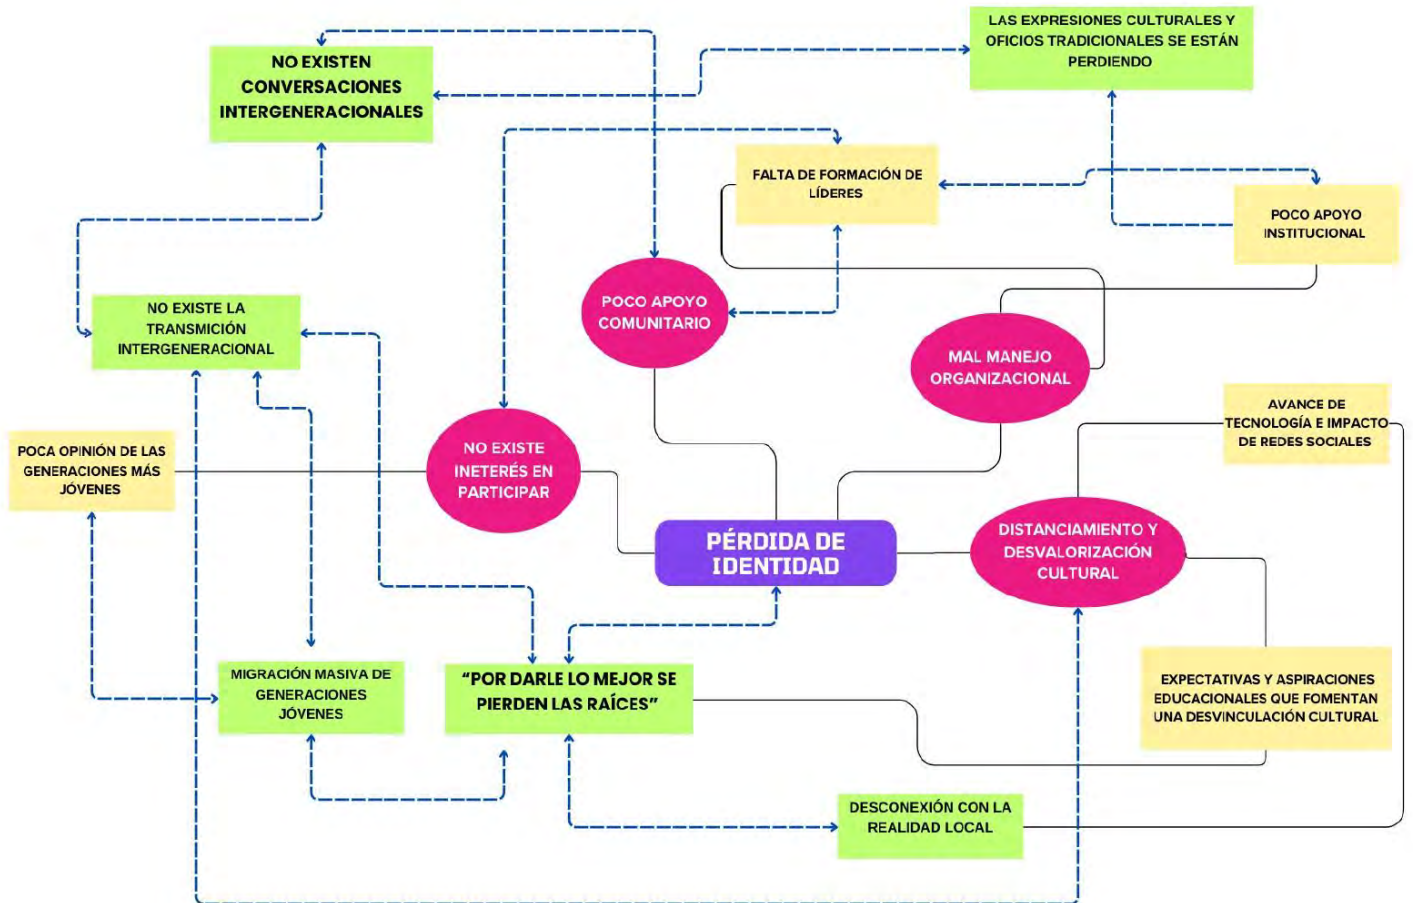 LAS EXPRESIONES CULTURALES Y
OFICIOS TRADICIONALES SE ESTÁN
PERDIENDO
NO EXISTEN
CONVERSACIONES
INTERGENERACIONALES
FALTA DE FORMACIÓN DE
LÍDERES
POCO APOYO
INSTITUCIONAL
POCO APOYO
COMUNITARIO
NO EXISTE LA
TRANSMICIÓN
INTERGENERACIONAL
MAL MANEJO
ORGANIZACIONAL
AVANCE DE
TECNOLOGÍA E IMPACTO
DE REDES SOCIALES
POCA OPINIÓN DE LAS
GENERACIONES MÁS
JÓVENES
NO EXISTE
INETERÉS EN
PARTICIPAR
PÉRDIDA DE
IDENTIDAD
DISTANCIAMIENTO Y
DESVALORIZACIÓN
CULTURAL
MIGRACIÓN MASIVA DE
GENERACIONES
JÓVENES
“POR DARLE LO MEJOR SE
PIERDEN LAS RAÍCES”
EXPECTATIVAS Y ASPIRACIONES
EDUCACIONALES QUE FOMENTAN
UNA DESVINCULACIÓN CULTURAL
DESCONEXIÓN CON LA
REALIDAD LOCAL